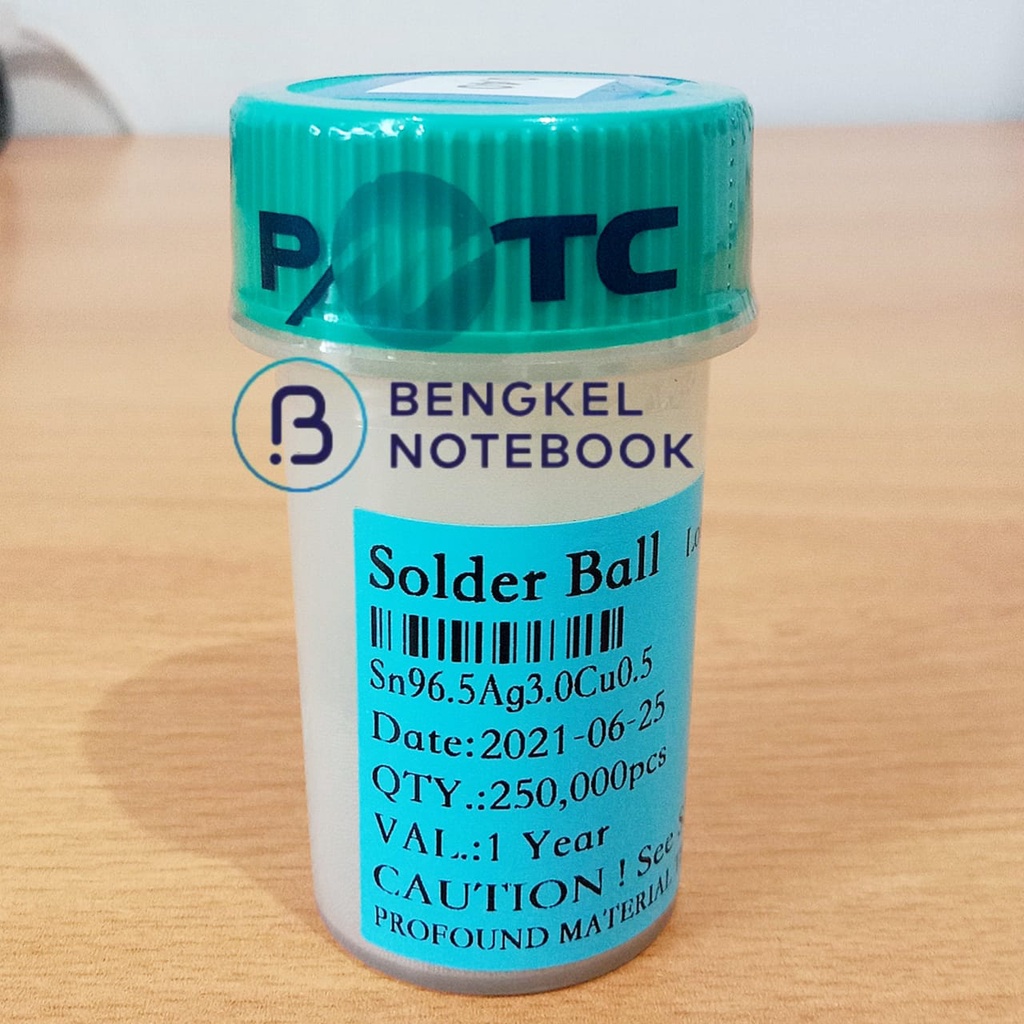 P TC
BENGKEL
NOTEBOOK
Solder Ball
Sn96.5Ag3.0Cu0.5
Date:2021-06-25
QTY.:250,000pcs
VAL.:1 Year
CAUTION ! See
PROFOUND MATERIAL